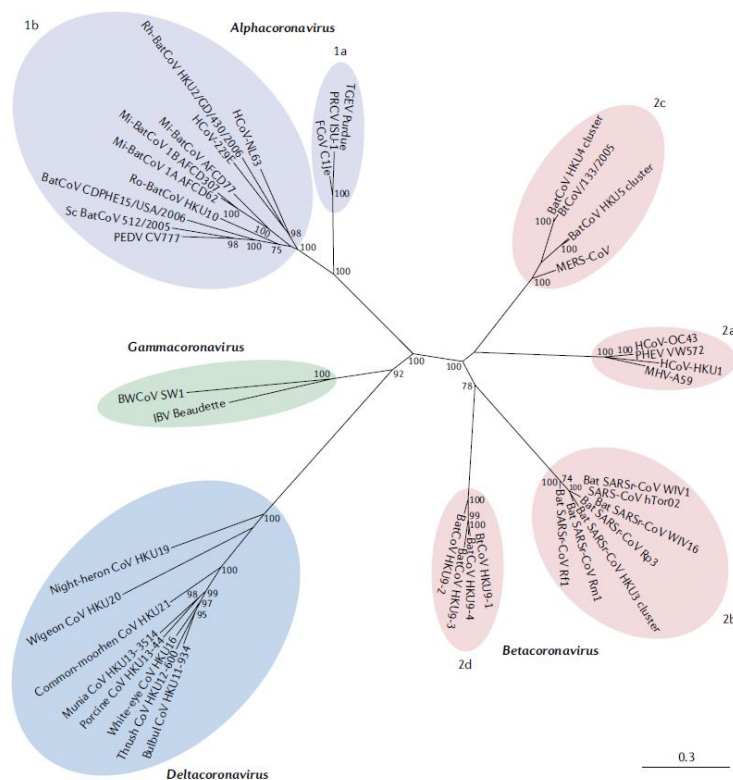 1b
Alphacoronavirus
1a
Rh-BatCoV HKU2/GD/430/2006
HCoV-NL63
HCoV-229E
Mi-BatCoV AFCD77
Mi-BatCoV 1B AFCD307
Mi-BatCoV 1A AFCD62
Ro-BatCoV HKU10
BatCoV CDPHE15/USA/2006
Sc BatCoV 512/2005
PEDV CV777
100
100
98
98
100
75
100
TGEV Purdue
PRCV ISU-1
FCoV C1Je
100
100
2c
BatCoV HKU4 cluster
BtCoV/133/2005
BatCoV HKU5 cluster
MERS-CoV
100
100
100
2a
HCoV-OC43
PHEV VW572
HCoV-HKU1
MHV-A59
100
100
Gammacoronavirus
100
BWCoV SW1
IBV Beaudette
92
100
100
78
100
74
100
Bat SARSr-CoV WIV1
SARS-CoV hTor02
Bat SARSr-CoV WIV16
Bat SARSr-CoV Rp3
Bat SARSr-CoV HKU3 cluster
Bat SARSr-CoV Rm1
Bat SARSr-CoV Rf1
2b
100
99
100
BtCoV HKU9-1
BatCoV HKU9-4
BatCoV HKU9-3
BatCoV HKU9-2
2d
Betacoronavirus
100
Night-heron CoV HKU19
Wigeon CoV HKU20
100
Common-moorhen CoV HKU21
98
99
97
95
Munia CoV HKU13-3514
Porcine CoV HKU13-44
White-eye CoV HKU16
Thrush CoV HKU12-600
Bulbul CoV HKU11-934
Deltacoronavirus
0.3